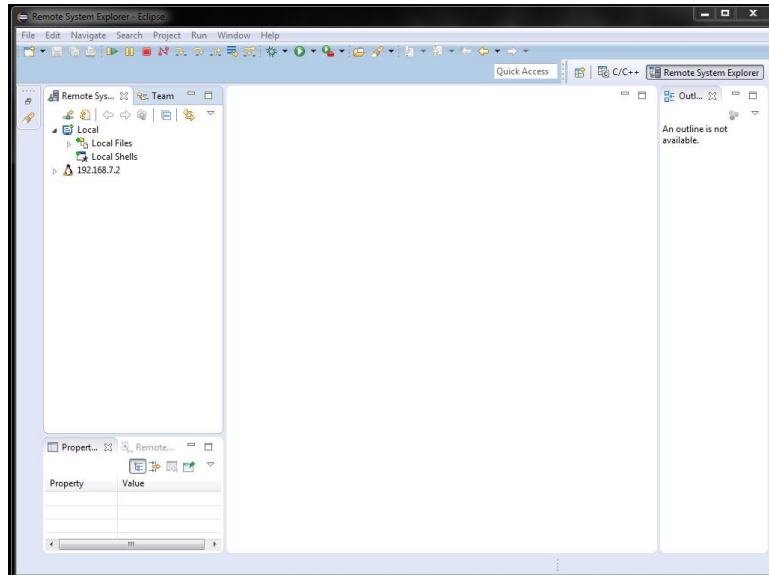 Remote System Explorer - Eclipse
File Edit Navigate Search Project Run Window Help
Quick Access C/C++ Remote System Explorer
Remote Sys... Team
Outl...
Local
Local Files
Local Shells
192.168.7.2
An outline is not
available.
Propert... Remote...
Property Value